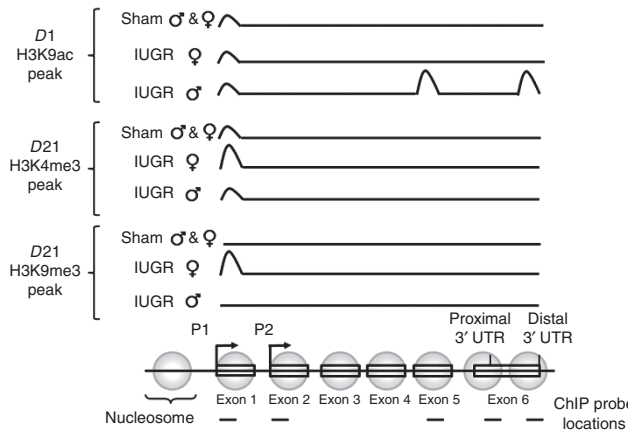 D1
H3K9ac
peak
Sham ♂ & ♀
IUGR ♀
IUGR ♂
D21
H3K4me3
peak
Sham ♂ & ♀
IUGR ♀
IUGR ♂
D21
H3K9me3
peak
Sham ♂ & ♀
IUGR ♀
IUGR ♂
P1 P2
Proximal
3′ UTR
Distal
3′ UTR
Exon 1 Exon 2 Exon 3 Exon 4 Exon 5 Exon 6
Nucleosome
ChIP probe
locations